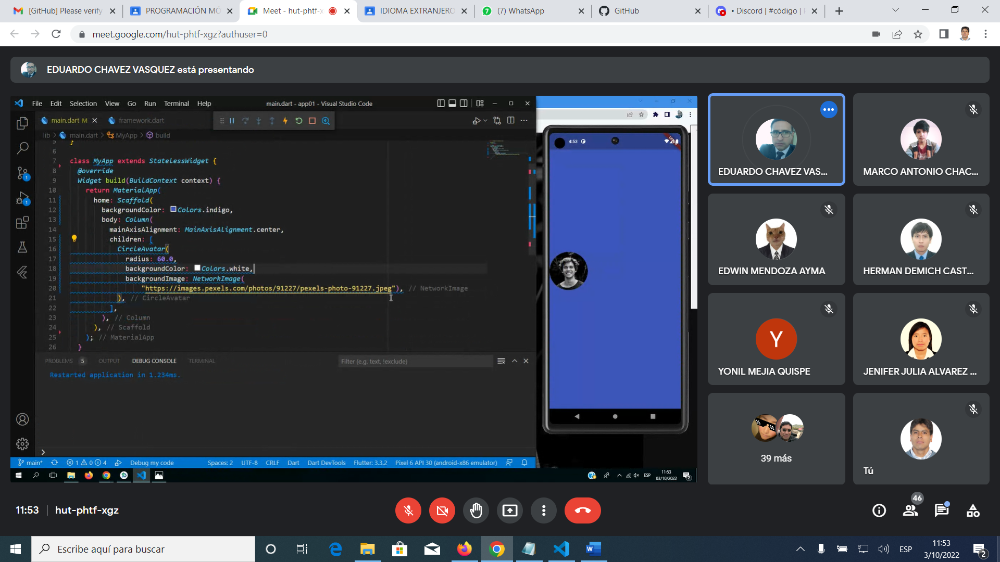 [GitHub] Please verify
PROGRAMACIÓN MÓ
Meet - hut-phtf-x
IDIOMA EXTRANJERO
(7) WhatsApp
GitHub
• Discord | #código |
meet.google.com/hut-phtf-xgz?authuser=0
EDUARDO CHAVEZ VASQUEZ está presentando
File Edit Selection View Go Run Terminal Help
main.dart - app01 - Visual Studio Code
main.dart M
framework.dart
lib > main.dart > MyApp > build
5 }
6
7 class MyApp extends StatelessWidget {
8 @override
9 Widget build(BuildContext context) {
10 return MaterialApp(
11 home: Scaffold(
12 backgroundColor: Colors.indigo,
13 body: Column(
14 mainAxisAlignment: MainAxisAlignment.center,
15 children: [
16 CircleAvatar(
17 radius: 60.0,
18 backgroundColor: Colors.white,
19 backgroundImage: NetworkImage(
20 "https://images.pexels.com/photos/91227/pexels-photo-91227.jpeg"), // NetworkImage
21 ), // CircleAvatar
22 ],
23 ), // Column
24 ), // Scaffold
25 ); // MaterialApp
26 }
PROBLEMS 5 OUTPUT DEBUG CONSOLE TERMINAL
Filter (e.g. text, !exclude)
Restarted application in 1.234ms.
main* 1 0 4 Debug my code
Spaces: 2 UTF-8 CRLF Dart Dart DevTools Flutter: 3.3.2 Pixel 6 API 30 (android-x86 emulator)
ESP
11:53
03/10/2022
2
4:53
EDUARDO CHAVEZ VAS...
MARCO ANTONIO CHAC...
EDWIN MENDOZA AYMA
HERMAN DEMICH CAST...
Y
YONIL MEJIA QUISPE
JENIFER JULIA ALVAREZ ...
39 más
Tú
11:53 | hut-phtf-xgz
46
Escribe aquí para buscar
ESP
11:53
3/10/2022
2